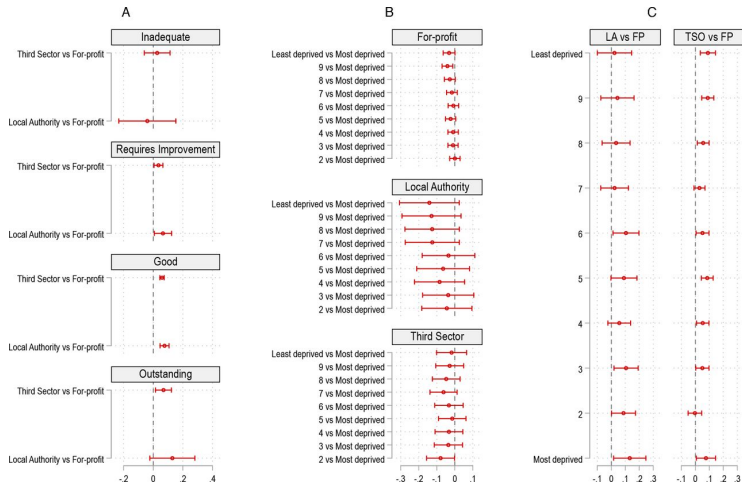 A
Inadequate
Third Sector vs For-profit
Local Authority vs For-profit
Requires Improvement
Third Sector vs For-profit
Local Authority vs For-profit
Good
Third Sector vs For-profit
Local Authority vs For-profit
Outstanding
Third Sector vs For-profit
Local Authority vs For-profit
-.2 0 .2 .4
B
For-profit
Least deprived vs Most deprived
9 vs Most deprived
8 vs Most deprived
7 vs Most deprived
6 vs Most deprived
5 vs Most deprived
4 vs Most deprived
3 vs Most deprived
2 vs Most deprived
Local Authority
Least deprived vs Most deprived
9 vs Most deprived
8 vs Most deprived
7 vs Most deprived
6 vs Most deprived
5 vs Most deprived
4 vs Most deprived
3 vs Most deprived
2 vs Most deprived
Third Sector
Least deprived vs Most deprived
9 vs Most deprived
8 vs Most deprived
7 vs Most deprived
6 vs Most deprived
5 vs Most deprived
4 vs Most deprived
3 vs Most deprived
2 vs Most deprived
-.3 -.2 -.1 0 .1
C
LA vs FP TSO vs FP
Least deprived
9
8
7
6
5
4
3
2
Most deprived
-.1 0 .1 .2 .3 -.1 0 .1 .2 .3